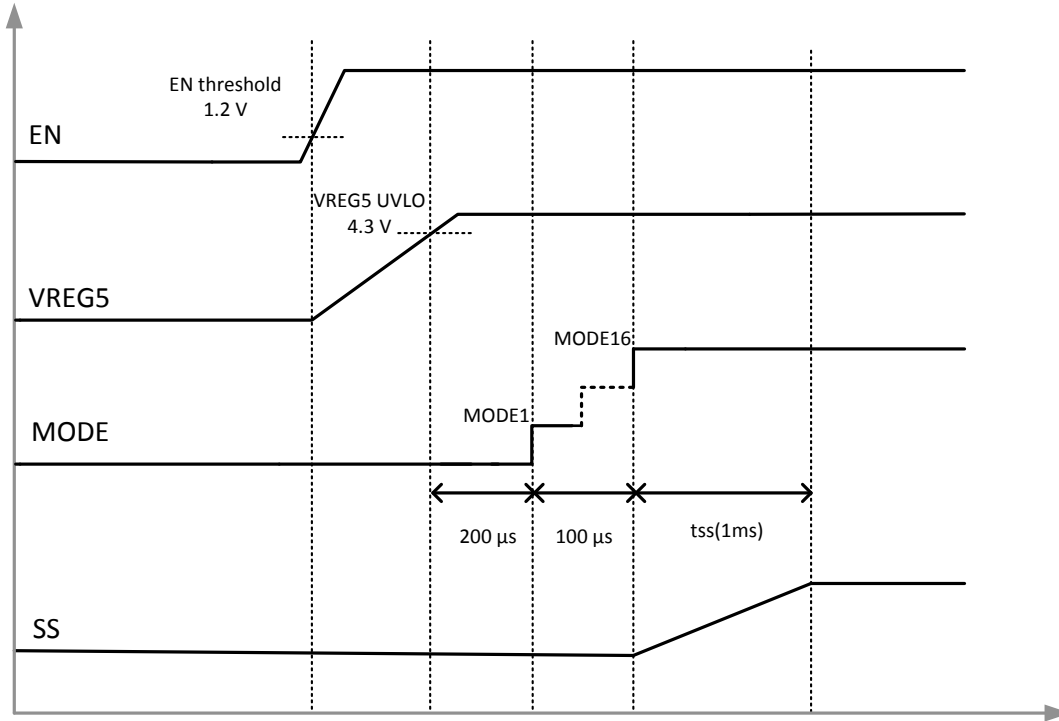 EN threshold
1.2 V
EN
VREG5 UVLO
4.3 V
VREG5
MODE16
MODE1
MODE
200 µs
100 µs
tss(1ms)
SS